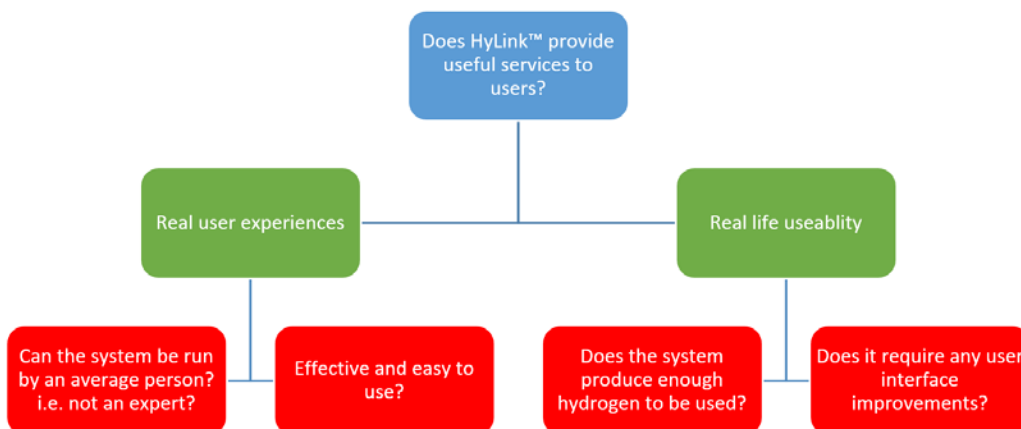 Does HyLink™ provide
useful services to
users?
Real user experiences
Real life useablity
Can the system be run
by an average person?
i.e. not an expert?
Effective and easy to
use?
Does the system
produce enough
hydrogen to be used?
Does it require any user
interface
improvements?